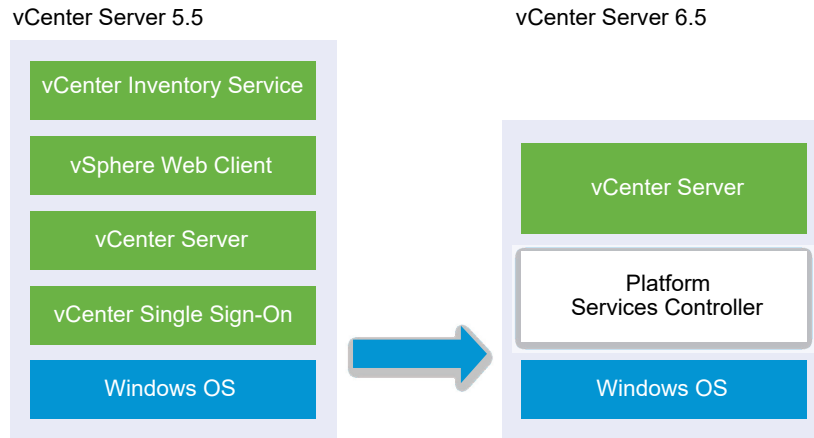 vCenter Server 5.5
vCenter Inventory Service
vSphere Web Client
vCenter Server
vCenter Single Sign-On
Windows OS
vCenter Server 6.5
vCenter Server
Platform
Services Controller
Windows OS